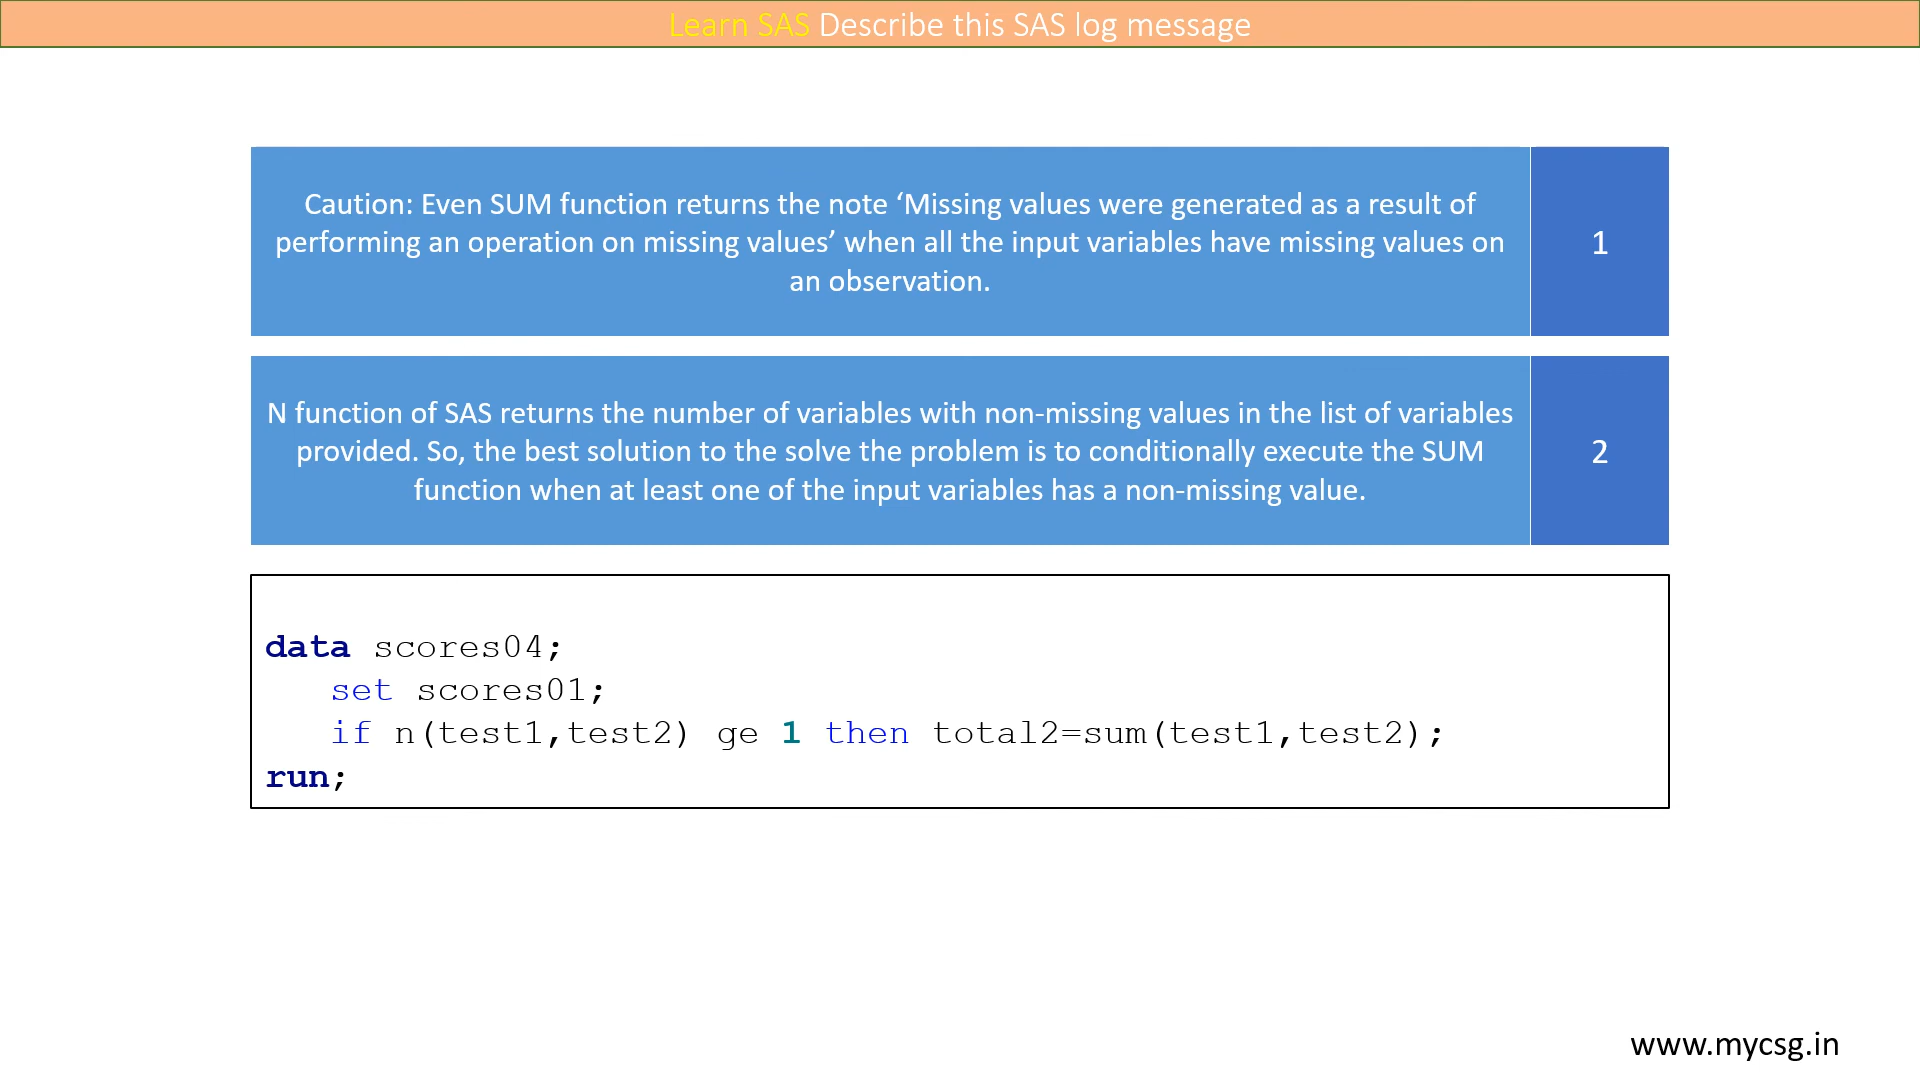 Learn SAS Describe this SAS log message
Caution: Even SUM function returns the note ‘Missing values were generated as a result of
performing an operation on missing values’ when all the input variables have missing values on
an observation.
1
N function of SAS returns the number of variables with non-missing values in the list of variables
provided. So, the best solution to the solve the problem is to conditionally execute the SUM
function when at least one of the input variables has a non-missing value.
2
data scores04;
set scores01;
if n(test1,test2) ge 1 then total2=sum(test1,test2);
run;
www.mycsg.in